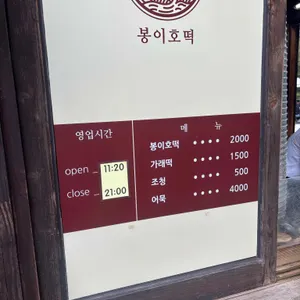 봉이호떡
영업시간
open _ 11:20
close _ 21:00
메 뉴
봉이호떡 •••• 2000
가래떡 •••• 1500
조청 •••• 500
어묵 •••• 4000